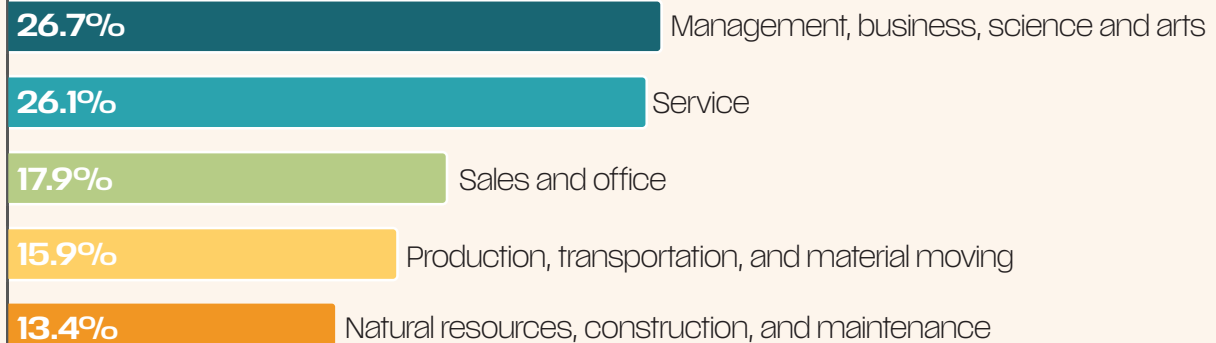 26.7% Management, business, science and arts
26.1% Service
17.9% Sales and office
15.9% Production, transportation, and material moving
13.4% Natural resources, construction, and maintenance